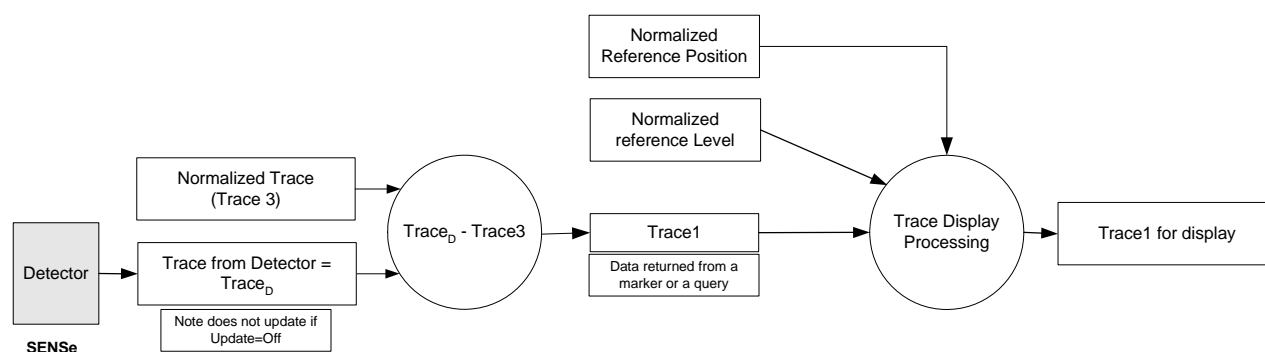 Normalized
Reference Position
Normalized
reference Level
Normalized Trace
(Trace 3)
Detector
Trace from Detector =
TraceD
Note does not update if
Update=Off
SENSe
TraceD - Trace3
Trace1
Data returned from a
marker or a query
Trace Display
Processing
Trace1 for display